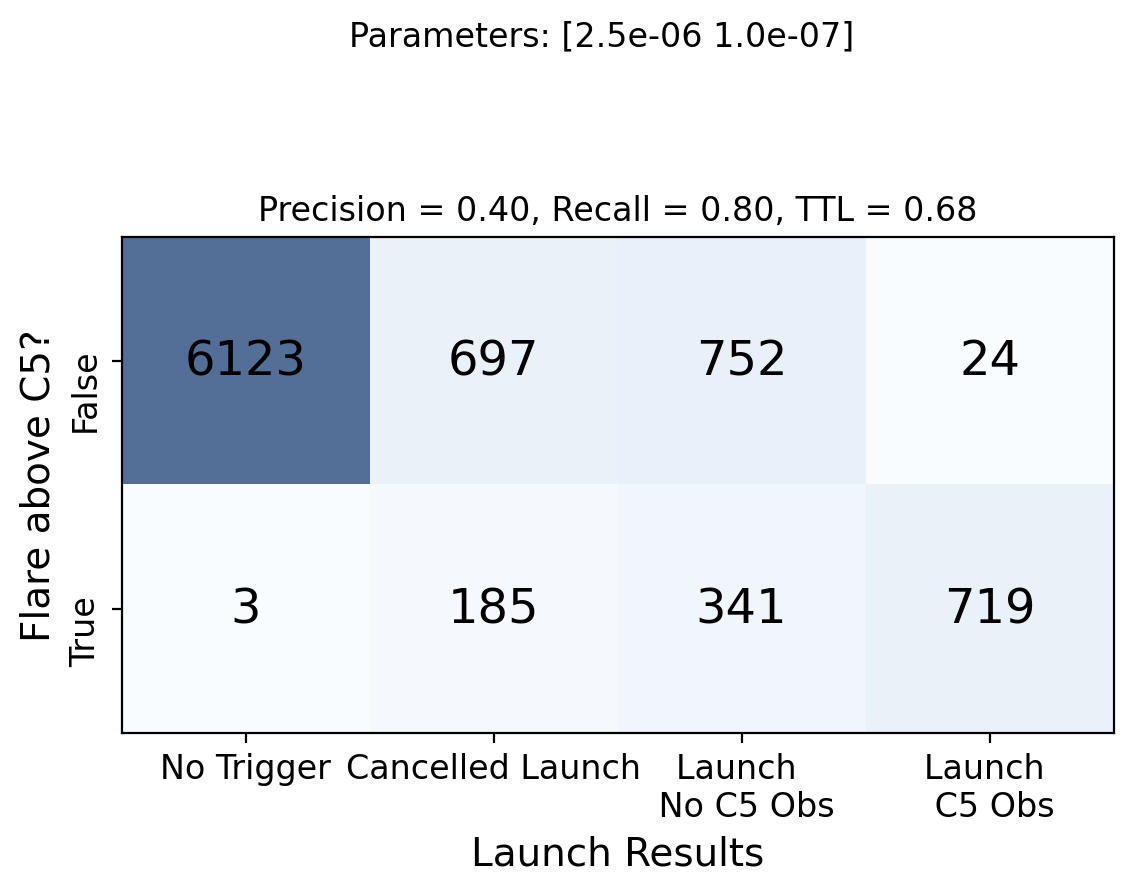 Parameters: [2.5e-06 1.0e-07]
Precision = 0.40, Recall = 0.80, TTL = 0.68
Flare above C5?
False
6123 697 752 24
True
3 185 341 719
No Trigger Cancelled Launch Launch Launch
No C5 Obs C5 Obs
Launch Results